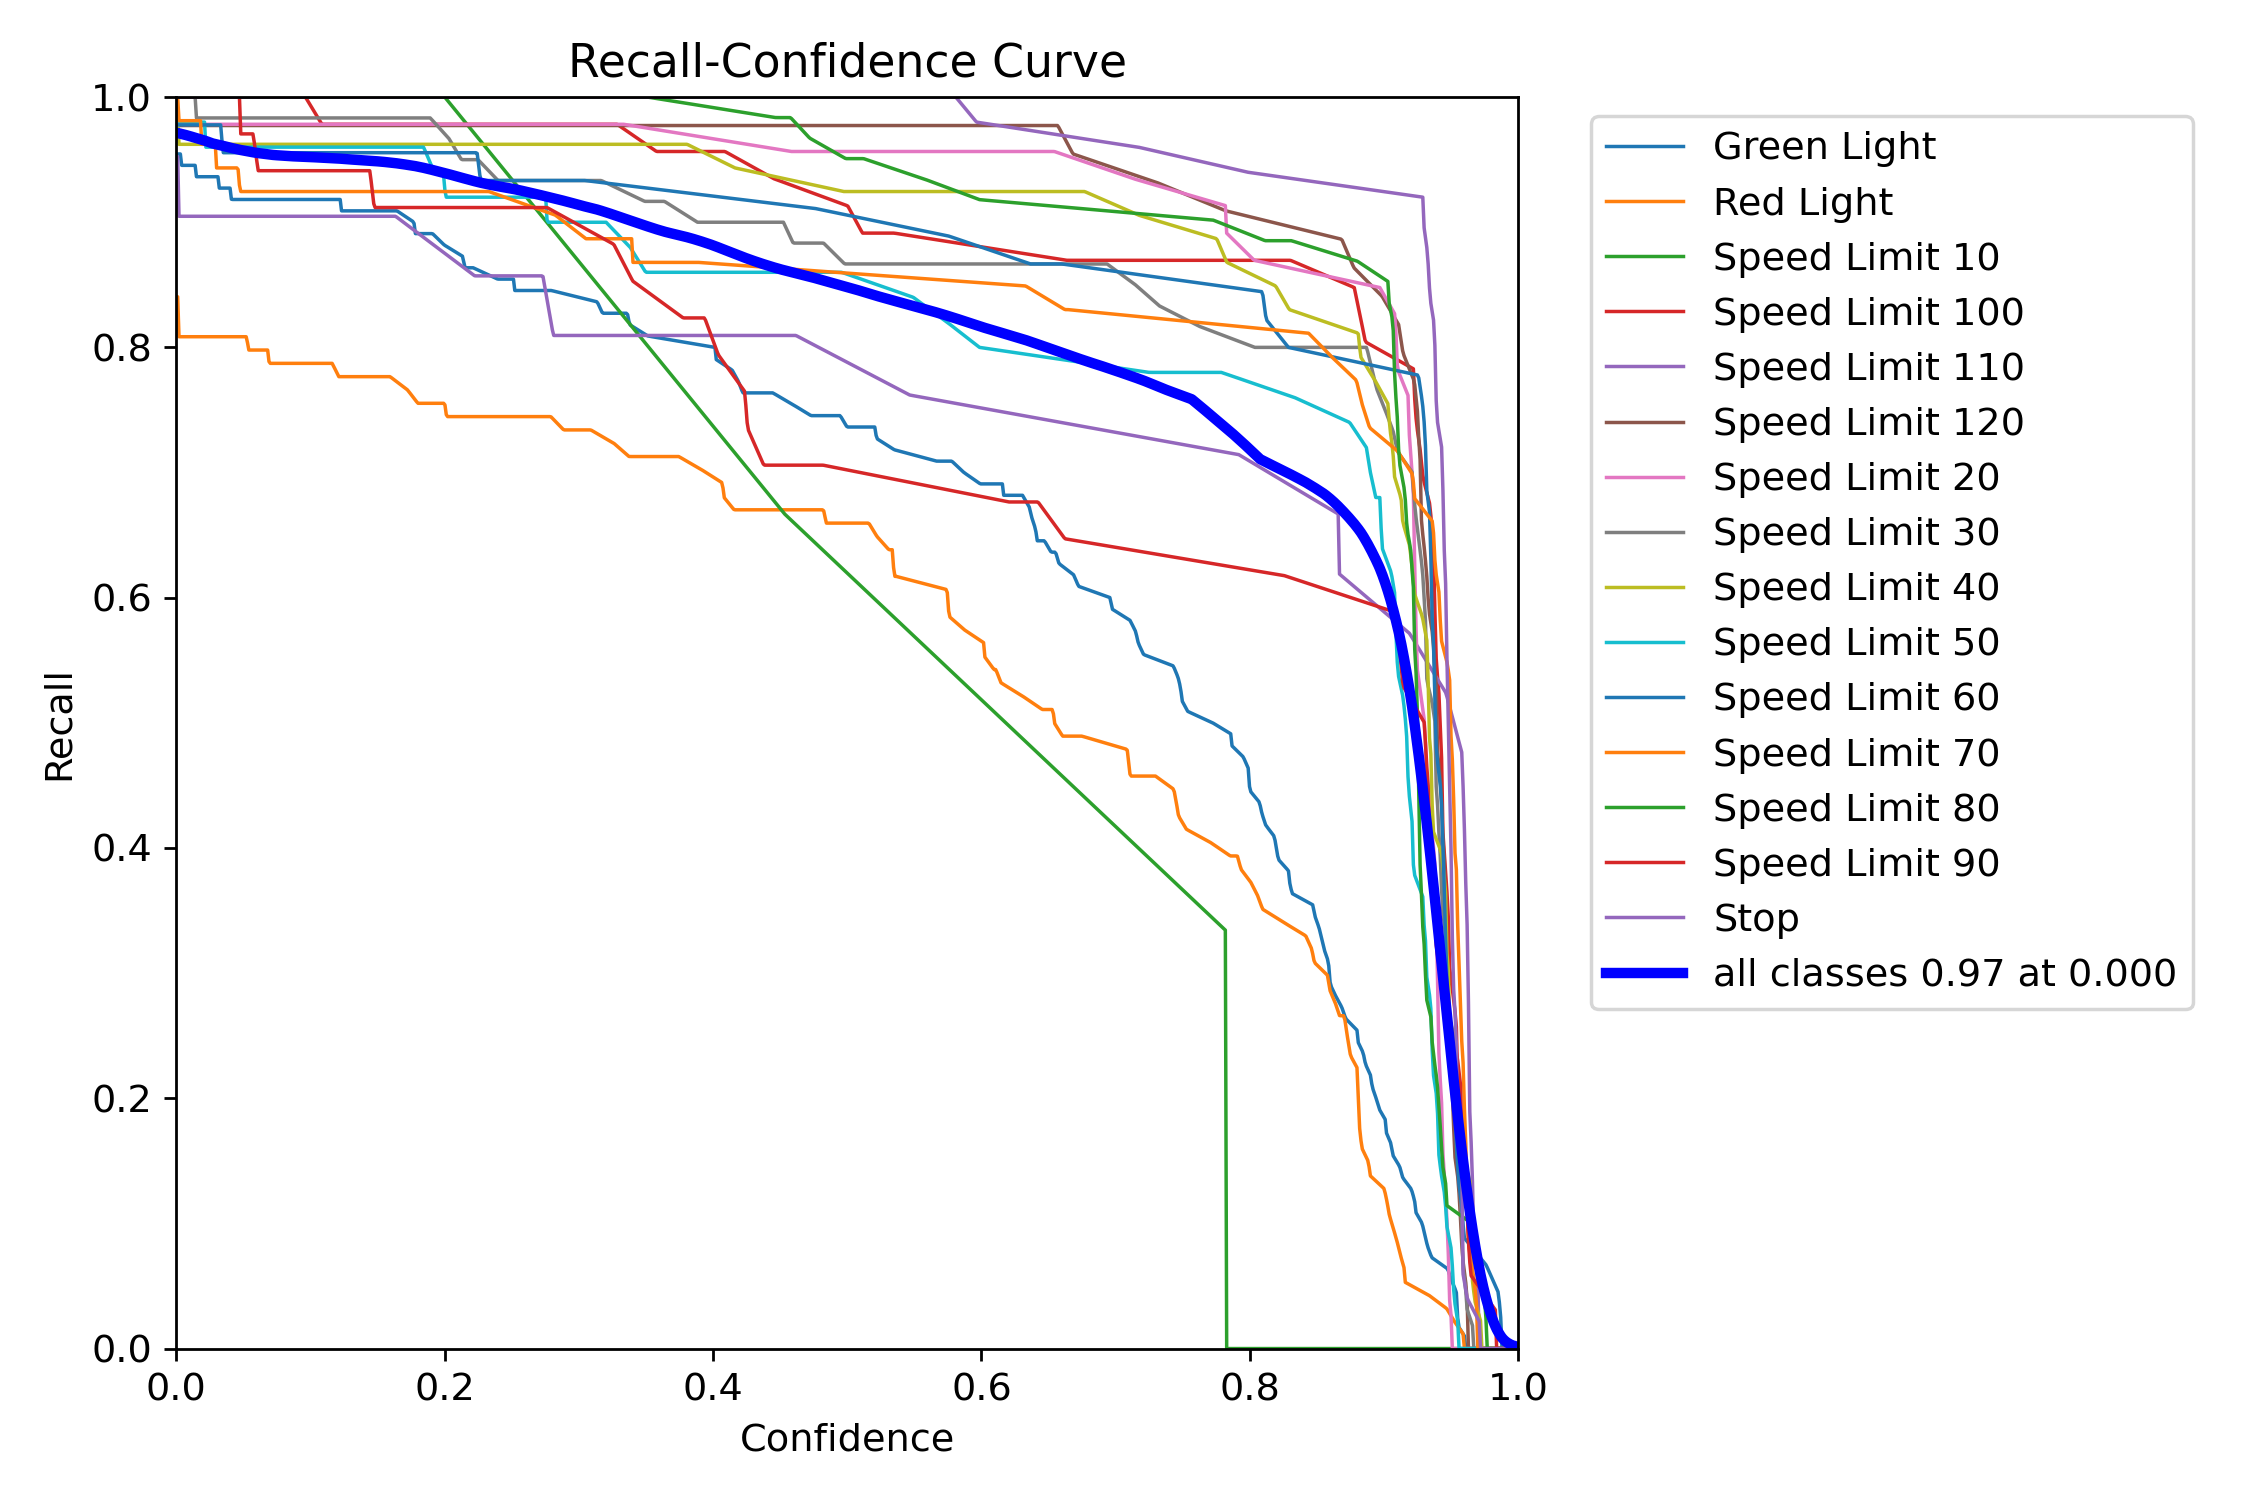 Recall-Confidence Curve
1.0
0.8
0.6
0.4
0.2
0.0
Recall
0.0 0.2 0.4 0.6 0.8 1.0
Confidence
Green Light
Red Light
Speed Limit 10
Speed Limit 100
Speed Limit 110
Speed Limit 120
Speed Limit 20
Speed Limit 30
Speed Limit 40
Speed Limit 50
Speed Limit 60
Speed Limit 70
Speed Limit 80
Speed Limit 90
Stop
all classes 0.97 at 0.000